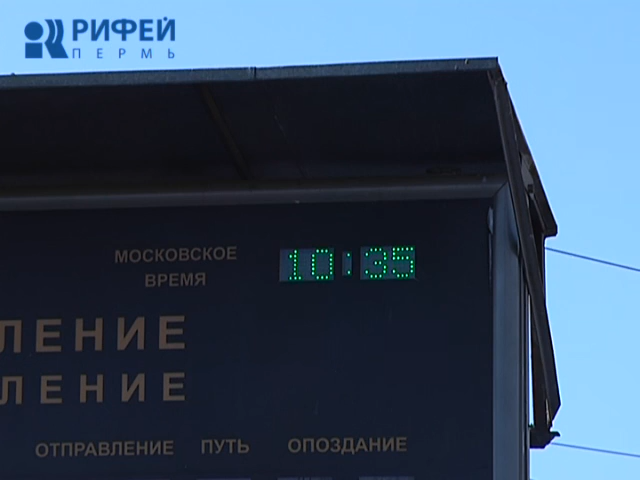 РИФЕЙ
ПЕРМЬ
МОСКОВСКОЕ
ВРЕМЯ
10:35
ЛЕНИЕ
ЛЕНИЕ
ОТПРАВЛЕНИЕ ПУТЬ ОПОЗДАНИЕ